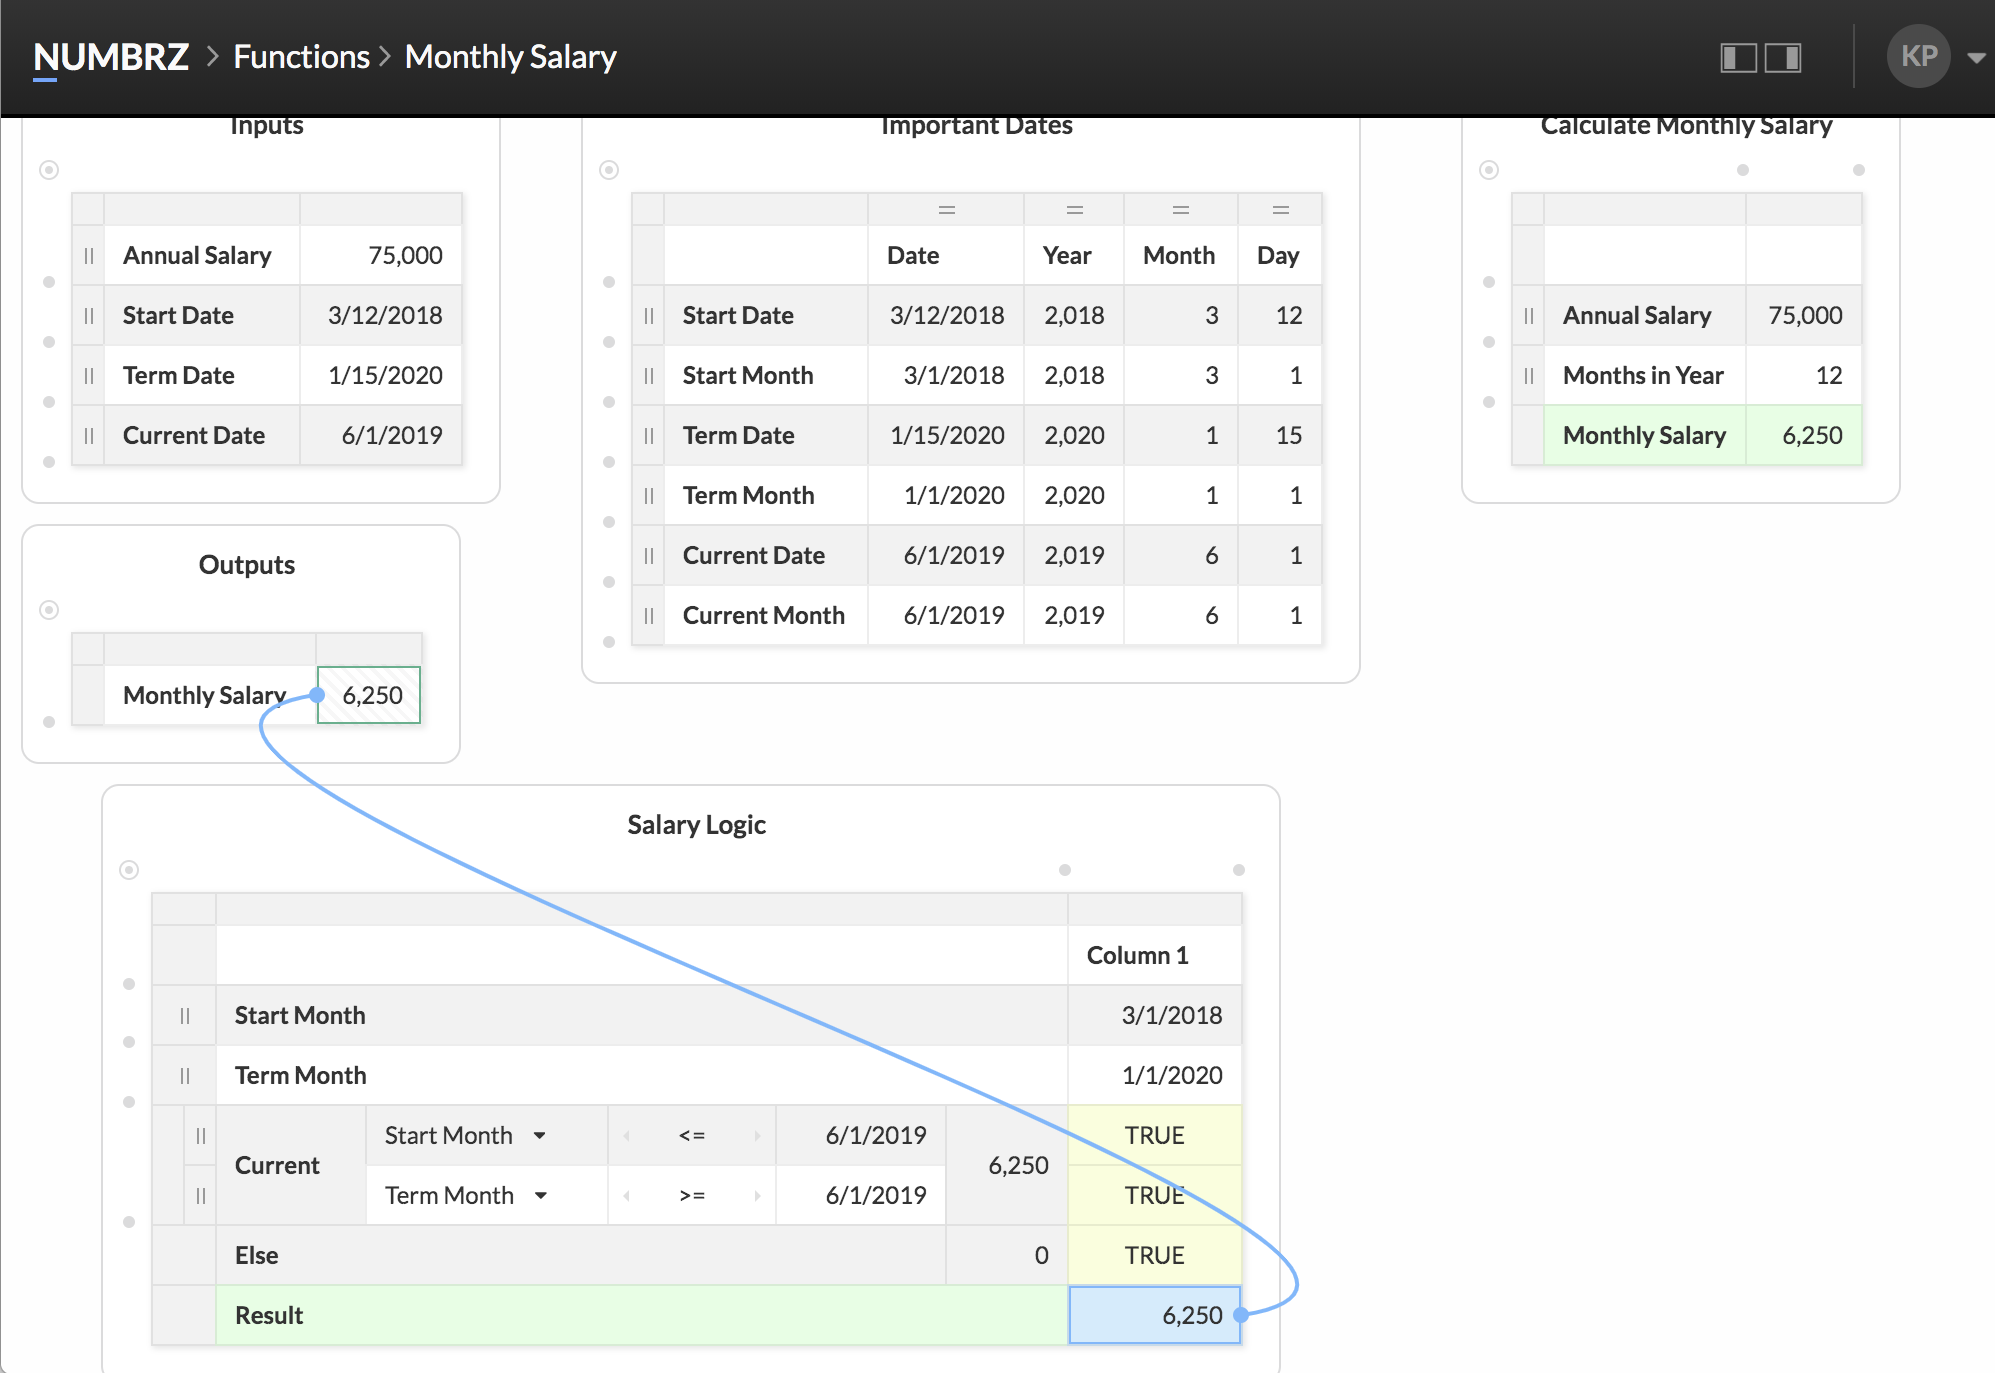 NUMBRZ > Functions > Monthly Salary
KP
Inputs
Annual Salary 75,000
Start Date 3/12/2018
Term Date 1/15/2020
Current Date 6/1/2019
Important Dates
Date Year Month Day
Start Date 3/12/2018 2,018 3 12
Start Month 3/1/2018 2,018 3 1
Term Date 1/15/2020 2,020 1 15
Term Month 1/1/2020 2,020 1 1
Current Date 6/1/2019 2,019 6 1
Current Month 6/1/2019 2,019 6 1
Calculate Monthly Salary
Annual Salary 75,000
Months in Year 12
Monthly Salary 6,250
Outputs
Monthly Salary 6,250
Salary Logic
Column 1
Start Month 3/1/2018
Term Month 1/1/2020
Current
Start Month <= 6/1/2019 TRUE
6,250
Term Month >= 6/1/2019 TRUE
Else 0 TRUE
Result 6,250